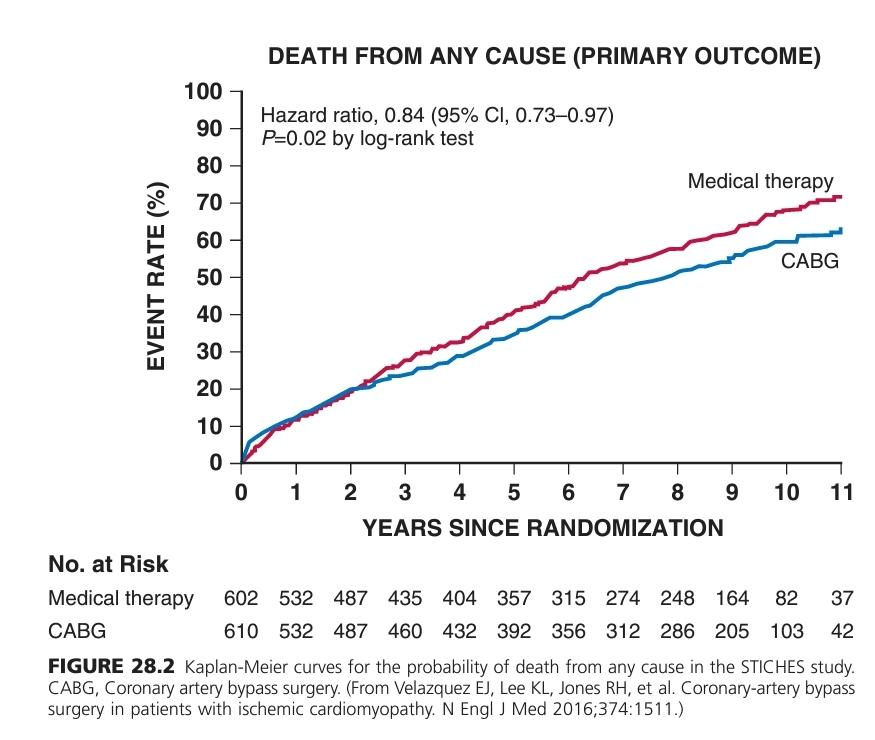 DEATH FROM ANY CAUSE (PRIMARY OUTCOME)
100
Hazard ratio, 0.84 (95% CI, 0.73–0.97)
90
P=0.02 by log-rank test
80
Medical therapy
70
60
CABG
50
40
30
20
10
0
EVENT RATE (%)
0 1 2 3 4 5 6 7 8 9 10 11
YEARS SINCE RANDOMIZATION
No. at Risk
Medical therapy 602 532 487 435 404 357 315 274 248 164 82 37
CABG 610 532 487 460 432 392 356 312 286 205 103 42
FIGURE 28.2 Kaplan-Meier curves for the probability of death from any cause in the STICHES study.
CABG, Coronary artery bypass surgery. (From Velazquez EJ, Lee KL, Jones RH, et al. Coronary-artery bypass
surgery in patients with ischemic cardiomyopathy. N Engl J Med 2016;374:1511.)